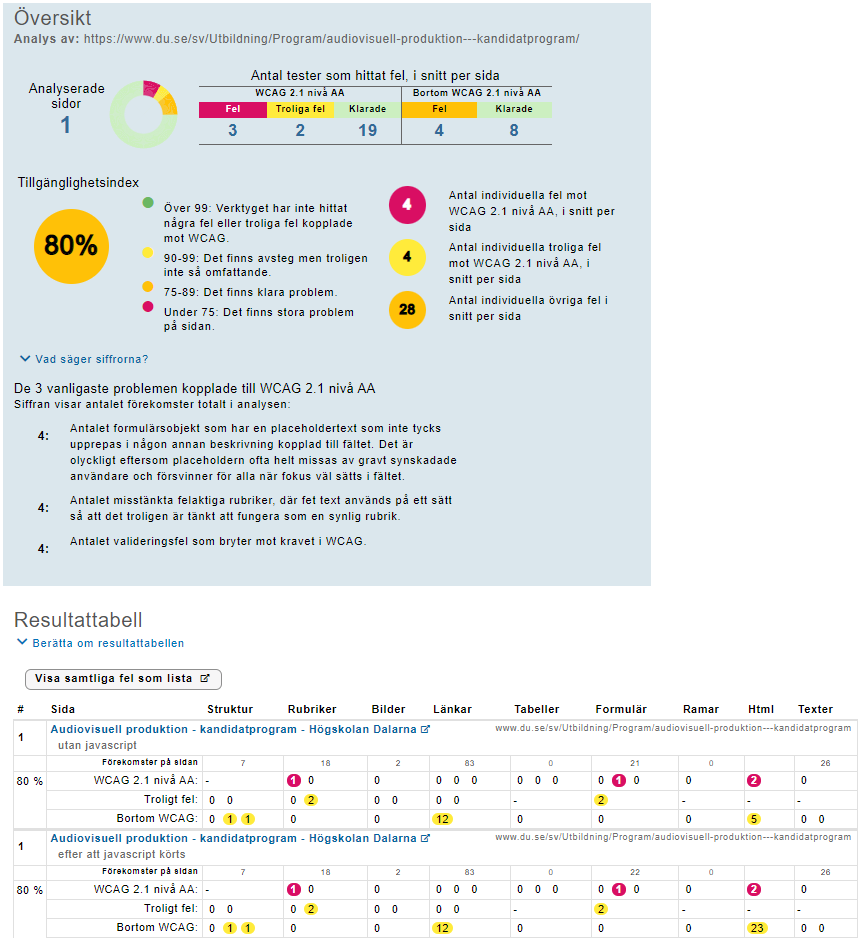 Översikt
Analys av: https://www.du.se/sv/Utbildning/Program/audiovisuell-produktion---kandidatprogram/
Analyserade
sidor
1
Antal tester som hittat fel, i snitt per sida
WCAG 2.1 nivå AA Bortom WCAG 2.1 nivå AA
Fel Troliga fel Klarade Fel Klarade
3 2 19 4 8
Tillgänglighetsindex
80%
Över 99: Verktyget har inte hittat
några fel eller troliga fel kopplade
mot WCAG.
90-99: Det finns avsteg men troligen
inte så omfattande.
75-89: Det finns klara problem.
Under 75: Det finns stora problem
på sidan.
4
Antal individuella fel mot
WCAG 2.1 nivå AA, i snitt per
sida
4
Antal individuella troliga fel
mot WCAG 2.1 nivå AA, i
snitt per sida
28
Antal individuella övriga fel i
snitt per sida
Vad säger siffrorna?
De 3 vanligaste problemen kopplade till WCAG 2.1 nivå AA
Siffran visar antalet förekomster totalt i analysen:
4: Antalet formulärsobjekt som har en placeholdertext som inte tycks
upprepas i någon annan beskrivning kopplad till fältet. Det är
olyckligt eftersom placeholdern ofta helt missas av gravt synskadade
användare och försvinner för alla när fokus väl sätts i fältet.
4: Antalet misstänkta felaktiga rubriker, där fet text används på ett sätt
så att det troligen är tänkt att fungera som en synlig rubrik.
4: Antalet valideringsfel som bryter mot kravet i WCAG.
Resultattabell
Berätta om resultattabellen
Visa samtliga fel som lista
# Sida Struktur Rubriker Bilder Länkar Tabeller Formulär Ramar Html Texter
1 Audiovisuell produktion - kandidatprogram - Högskolan Dalarna www.du.se/sv/Utbildning/Program/audiovisuell-produktion---kandidatprogram
utan javascript
Förekomster på sidan 7 18 2 83 0 21 0 26
80 % WCAG 2.1 nivå AA: - 1 0 0 0 0 0 0 0 0 0 1 0 0 2 0
Troligt fel: 0 0 0 2 0 0 0 0 - 2 - - -
Bortom WCAG: 0 1 1 0 0 12 0 0 0 5 0 0
1 Audiovisuell produktion - kandidatprogram - Högskolan Dalarna www.du.se/sv/Utbildning/Program/audiovisuell-produktion---kandidatprogram
efter att javascript körts
Förekomster på sidan 7 18 2 83 0 22 0 26
80 % WCAG 2.1 nivå AA: - 1 0 0 0 0 0 0 0 0 0 1 0 0 2 0
Troligt fel: 0 0 0 2 0 0 0 0 - 2 - - -
Bortom WCAG: 0 1 1 0 0 12 0 0 0 23 0 0